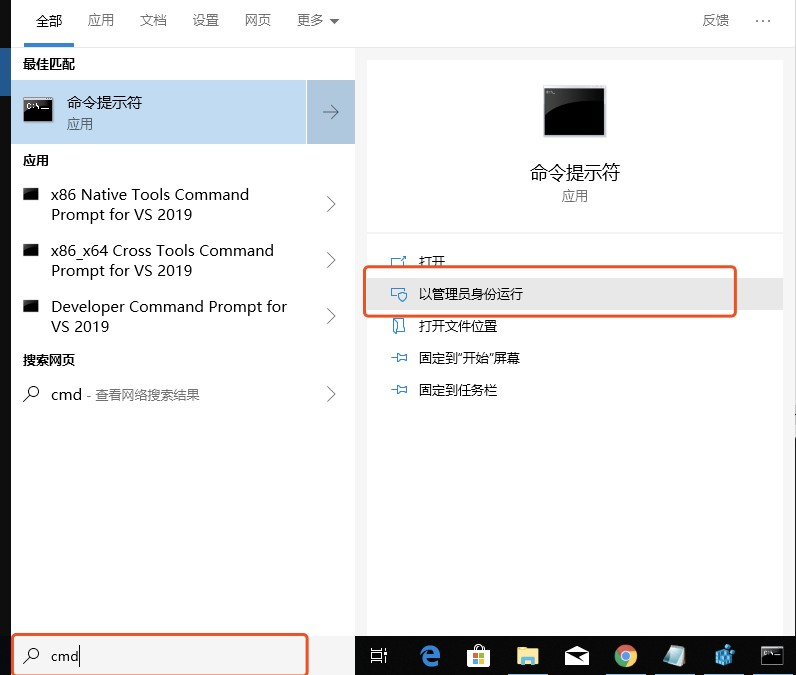 全部 应用 文档 设置 网页 更多 反馈 ...
最佳匹配
命令提示符
应用
应用
x86 Native Tools Command
Prompt for VS 2019
x86_x64 Cross Tools Command
Prompt for VS 2019
Developer Command Prompt for
VS 2019
搜索网页
cmd - 查看网络搜索结果
命令提示符
应用
打开
以管理员身份运行
打开文件位置
固定到"开始"屏幕
固定到任务栏
cmd